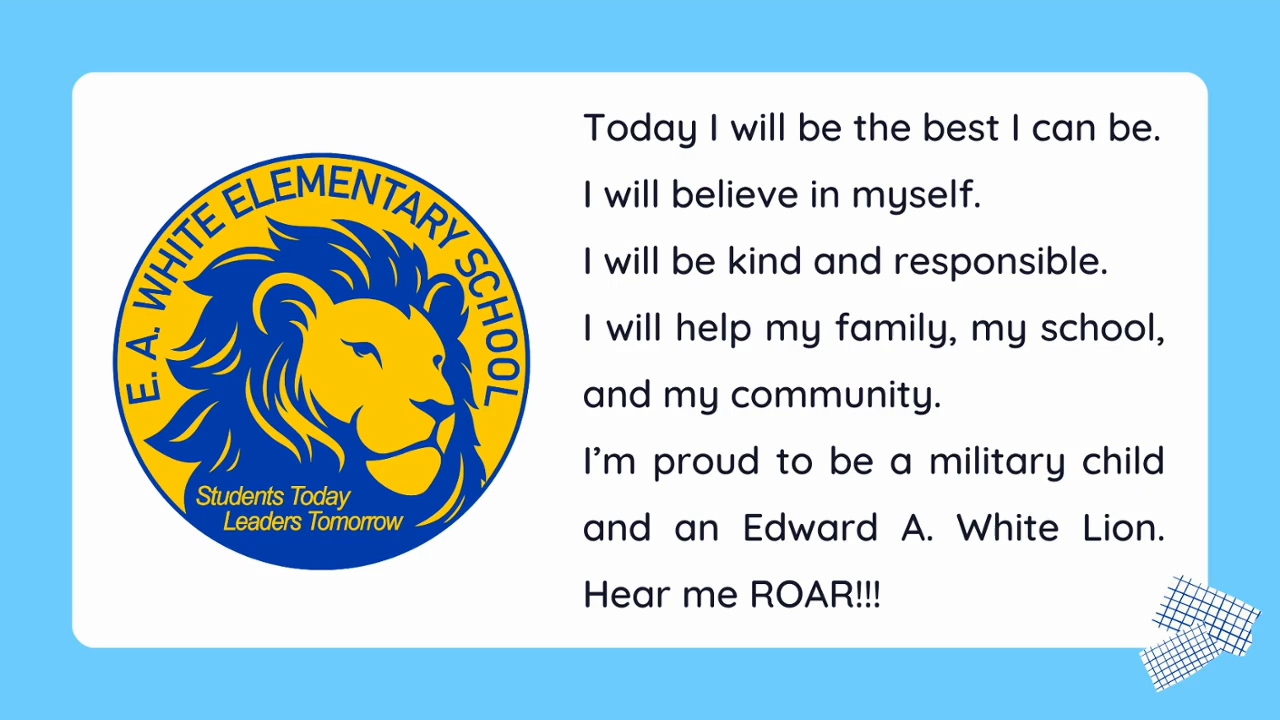 E. A. WHITE ELEMENTARY SCHOOL
Students Today
Leaders Tomorrow
Today I will be the best I can be.
I will believe in myself.
I will be kind and responsible.
I will help my family, my school,
and my community.
I’m proud to be a military child
and an Edward A. White Lion.
Hear me ROAR!!!